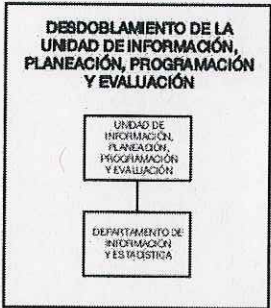 DESDOBLAMIENTO DE LA
UNIDAD DE INFORMACIÓN,
PLANEACIÓN, PROGRAMACIÓN
Y EVALUACIÓN
UNIDAD DE
INFORMACIÓN,
PLANEACIÓN,
PROGRAMACIÓN
Y EVALUACIÓN
DEPARTAMENTO DE
INFORMACIÓN
Y ESTADÍSTICA